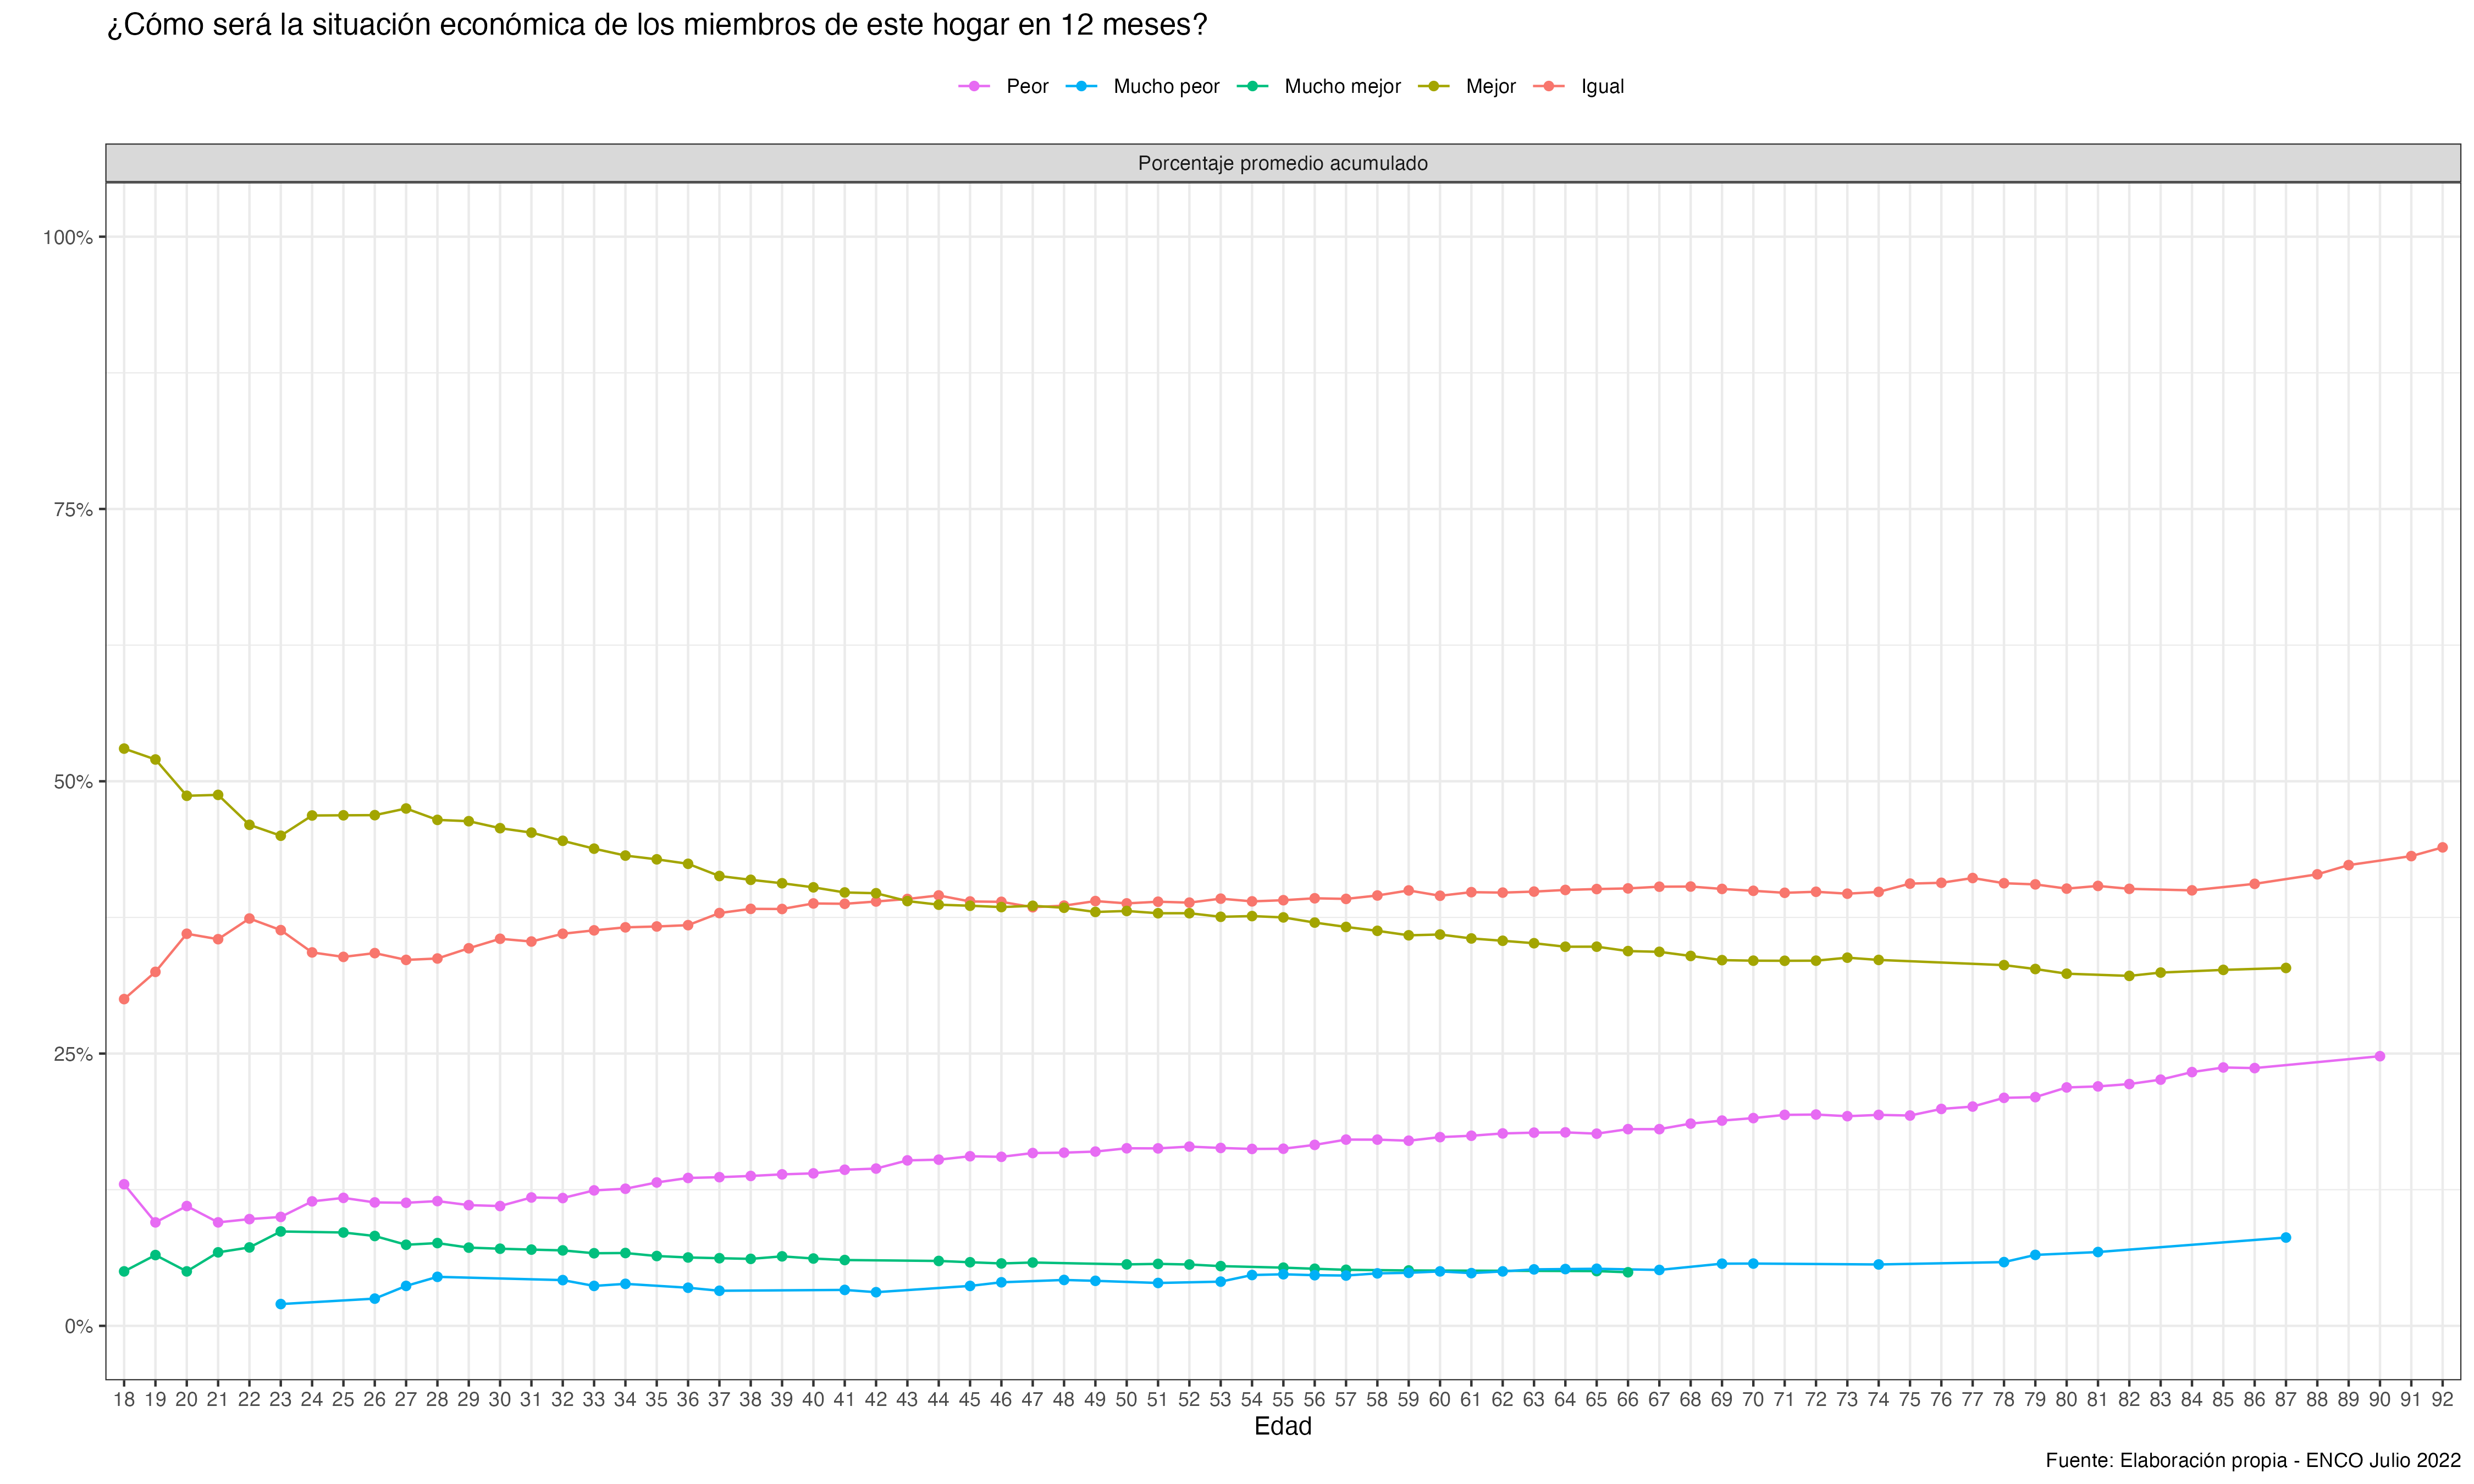 ¿Cómo será la situación económica de los miembros de este hogar en 12 meses?
Peor Mucho peor Mucho mejor Mejor Igual
Porcentaje promedio acumulado
100%
75%
50%
25%
0%
18 19 20 21 22 23 24 25 26 27 28 29 30 31 32 33 34 35 36 37 38 39 40 41 42 43 44 45 46 47 48 49 50 51 52 53 54 55 56 57 58 59 60 61 62 63 64 65 66 67 68 69 70 71 72 73 74 75 76 77 78 79 80 81 82 83 84 85 86 87 88 89 90 91 92
Edad
Fuente: Elaboración propia - ENCO Julio 2022